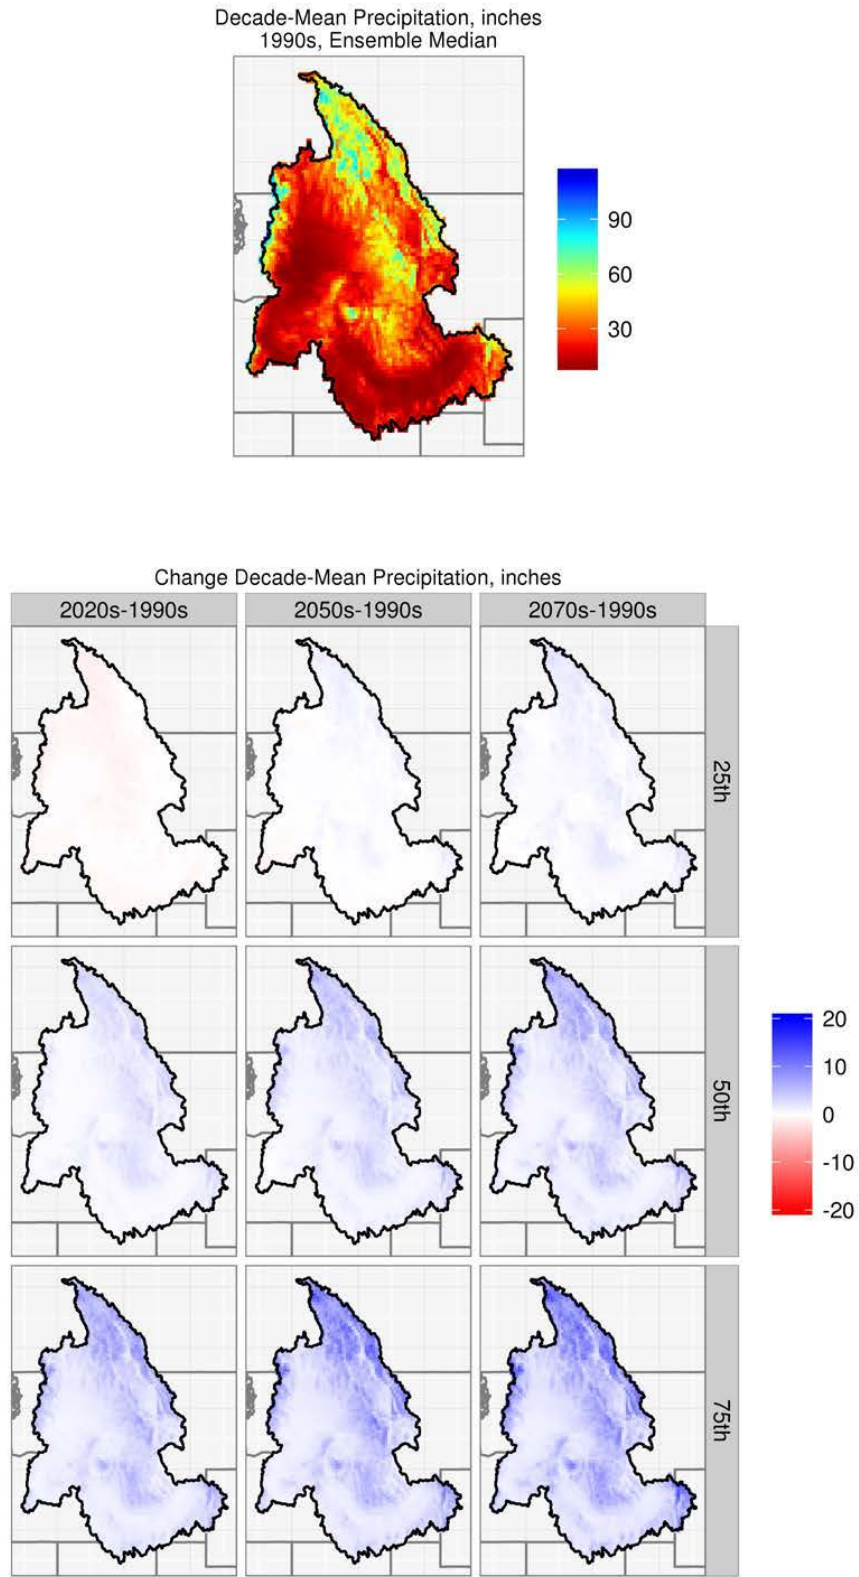 Decade-Mean Precipitation, inches
1990s, Ensemble Median
90
60
30
Change Decade-Mean Precipitation, inches
2020s-1990s
2050s-1990s
2070s-1990s
25th
50th
75th
20
10
0
-10
-20